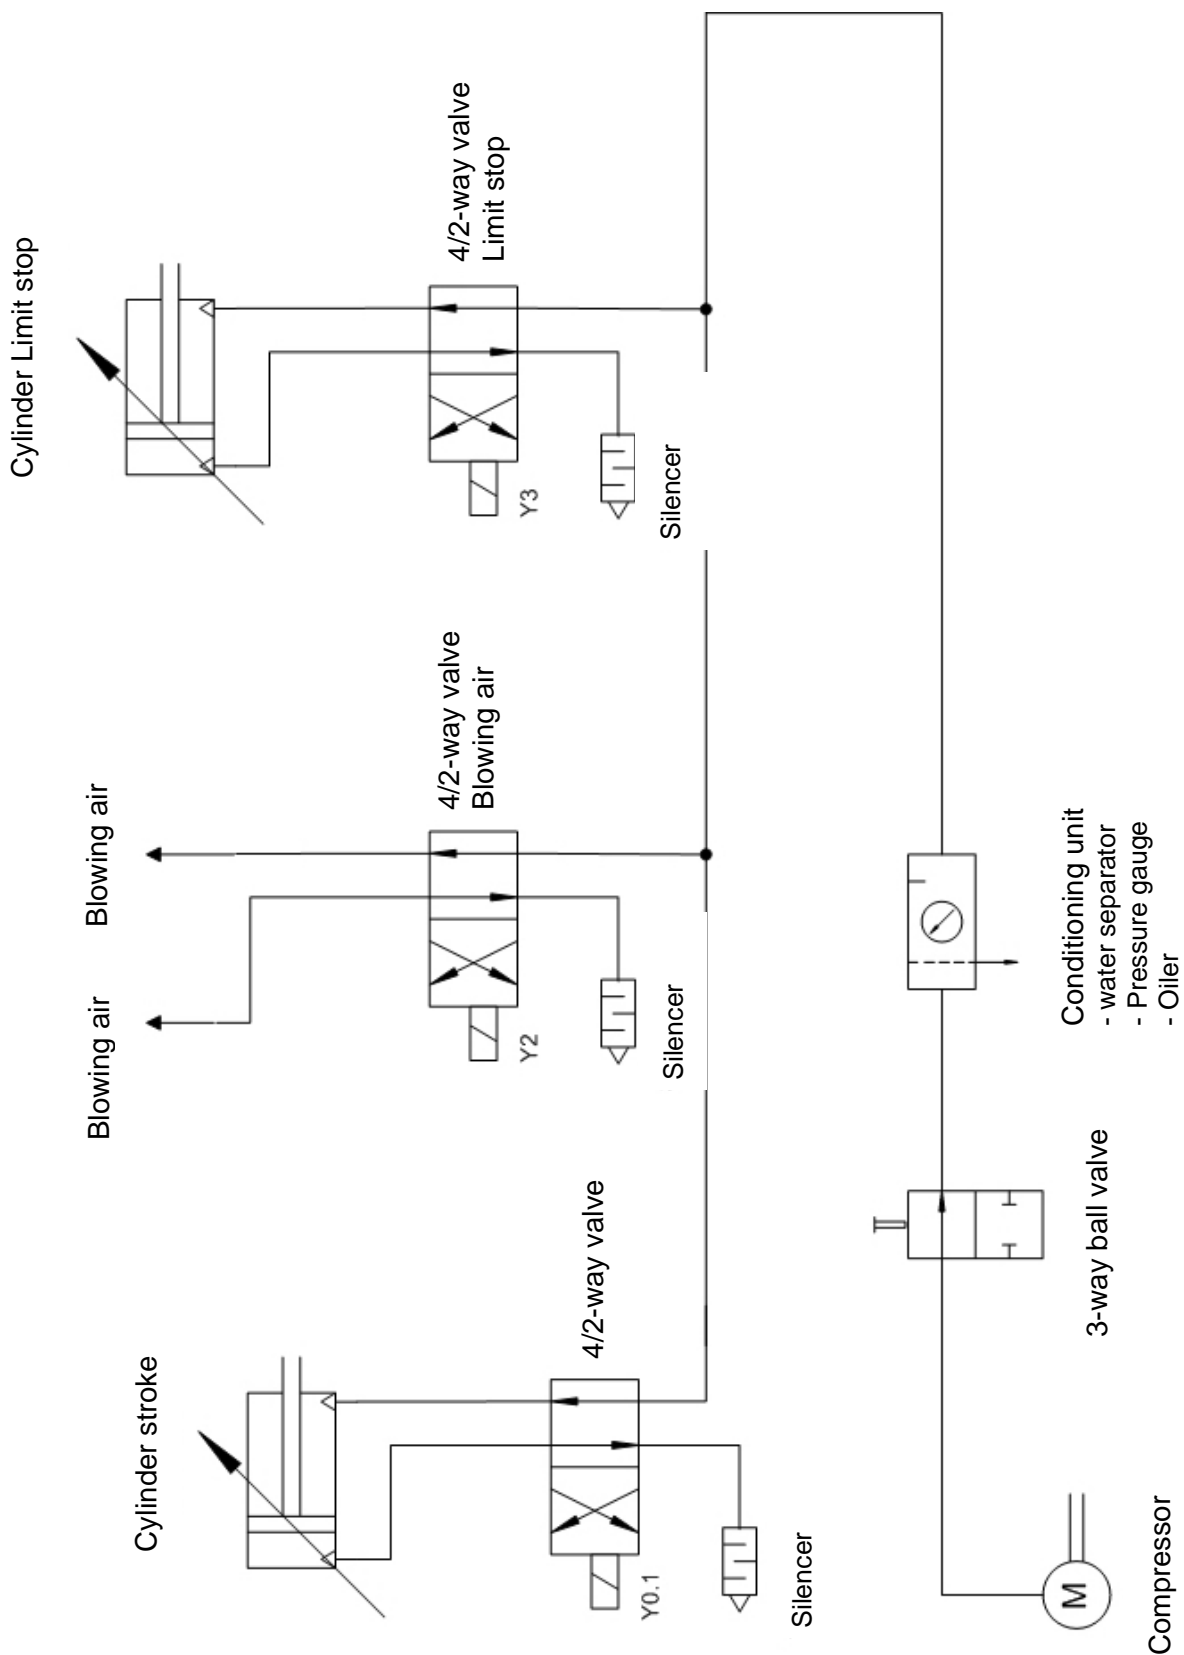 Cylinder stroke
Blowing air
Blowing air
Cylinder Limit stop
4/2-way valve
4/2-way valve
Blowing air
4/2-way valve
Limit stop
Y0.1
Y2
Y3
Silencer
Silencer
Silencer
Compressor
M
3-way ball valve
Conditioning unit
- water separator
- Pressure gauge
- Oiler